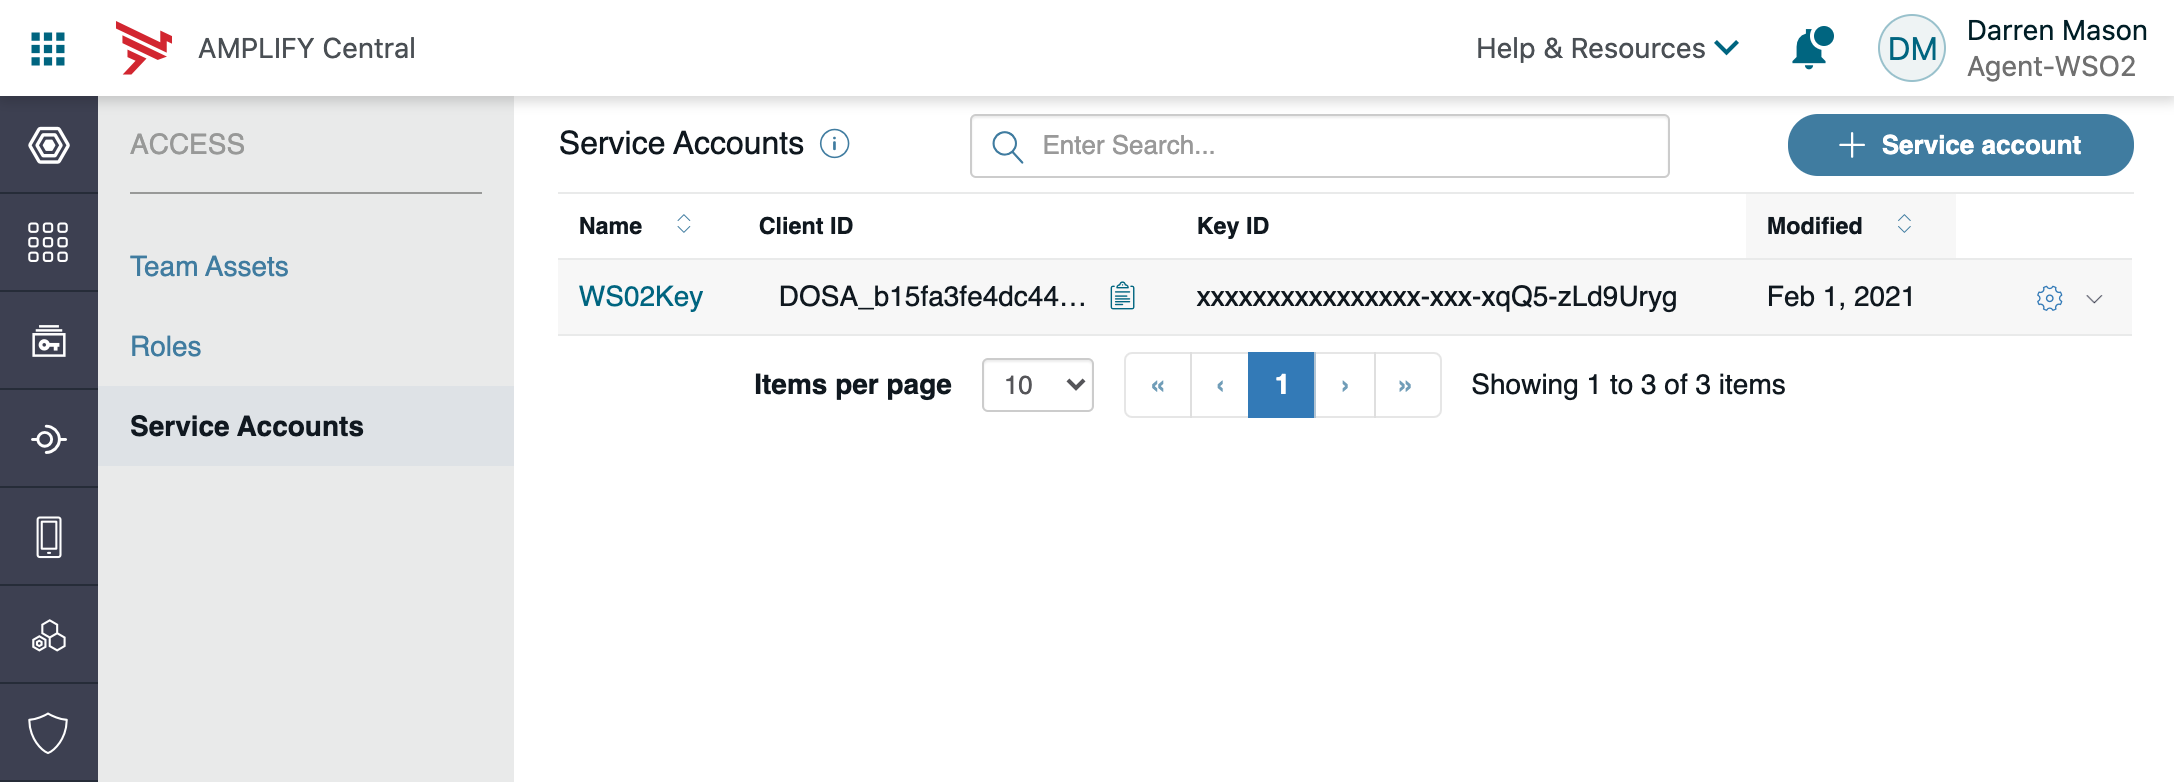 AMPLIFY Central
Help & Resources
DM
Darren Mason
Agent-WSO2
ACCESS
Team Assets
Roles
Service Accounts
Service Accounts
Enter Search...
Service account
Name Client ID Key ID Modified
WS02Key DOSA_b15fa3fe4dc44... xxxxxxxxxxxxxxxx-xxx-xqQ5-zLd9Uryg Feb 1, 2021
Items per page 10 « ‹ 1 › » Showing 1 to 3 of 3 items